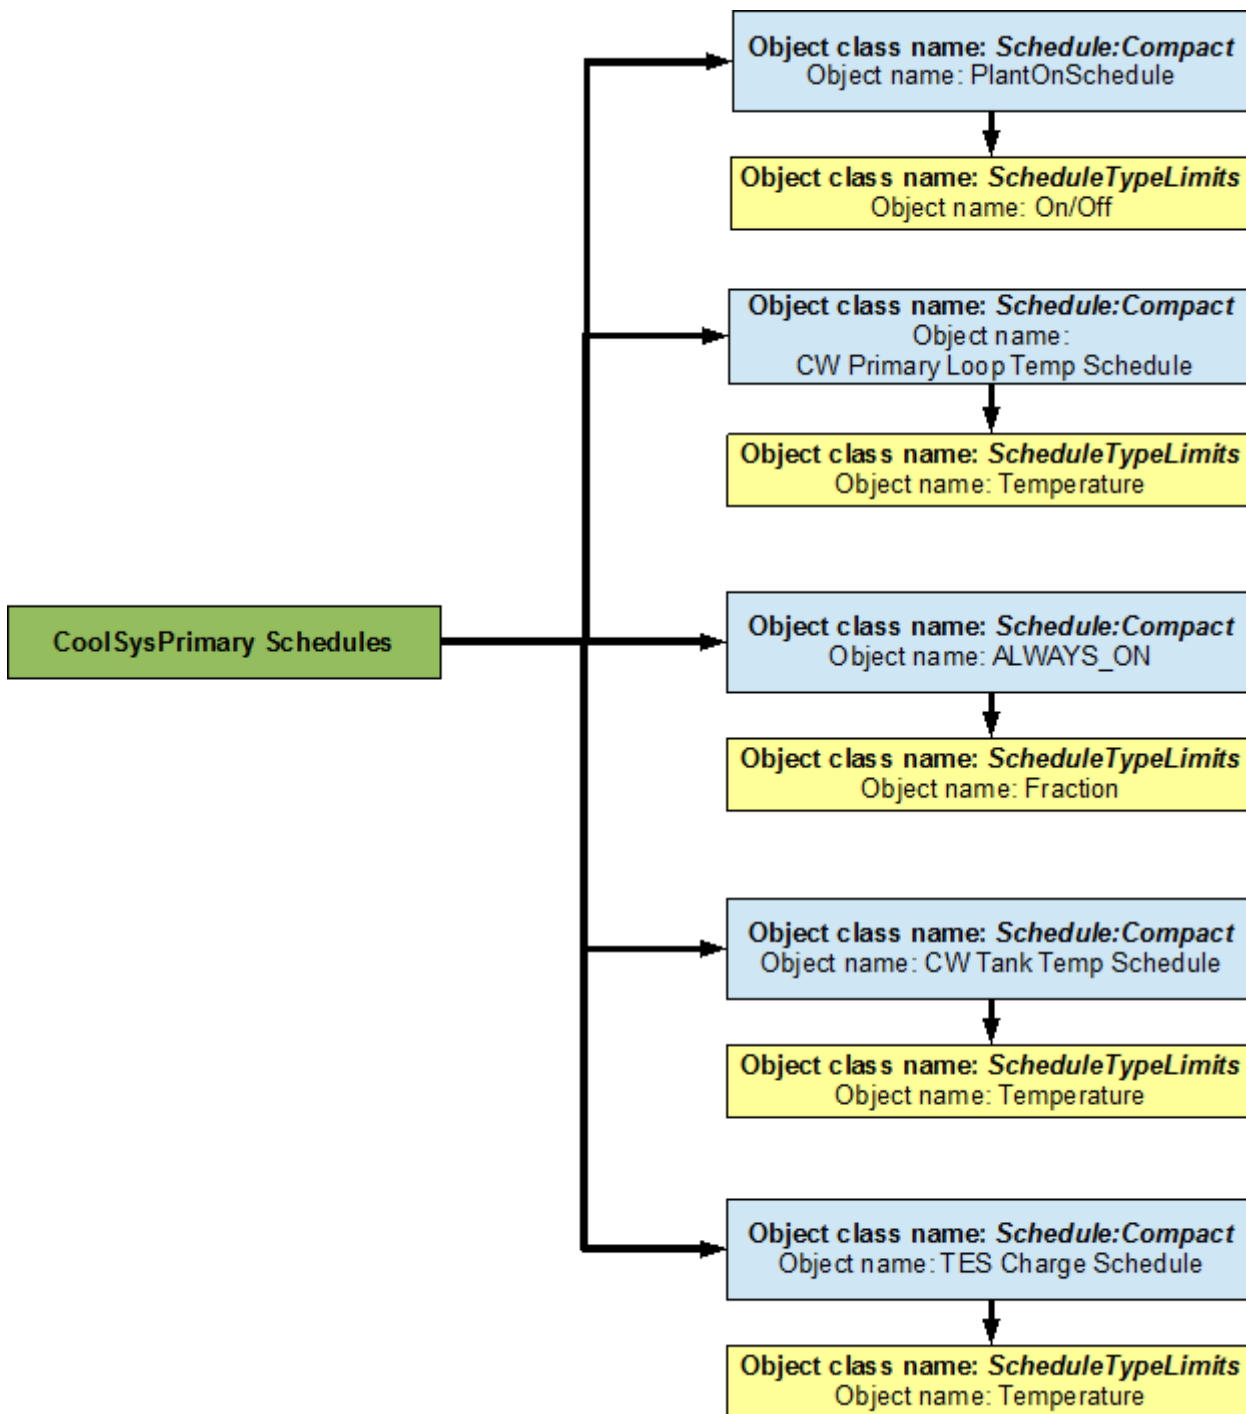 Object class name: Schedule:Compact
Object name: PlantOnSchedule
Object class name: ScheduleTypeLimits
Object name: On/Off
Object class name: Schedule:Compact
Object name:
CW Primary Loop Temp Schedule
Object class name: ScheduleTypeLimits
Object name: Temperature
CoolSysPrimary Schedules
Object class name: Schedule:Compact
Object name: ALWAYS_ON
Object class name: ScheduleTypeLimits
Object name: Fraction
Object class name: Schedule:Compact
Object name: CW Tank Temp Schedule
Object class name: ScheduleTypeLimits
Object name: Temperature
Object class name: Schedule:Compact
Object name: TES Charge Schedule
Object class name: ScheduleTypeLimits
Object name: Temperature